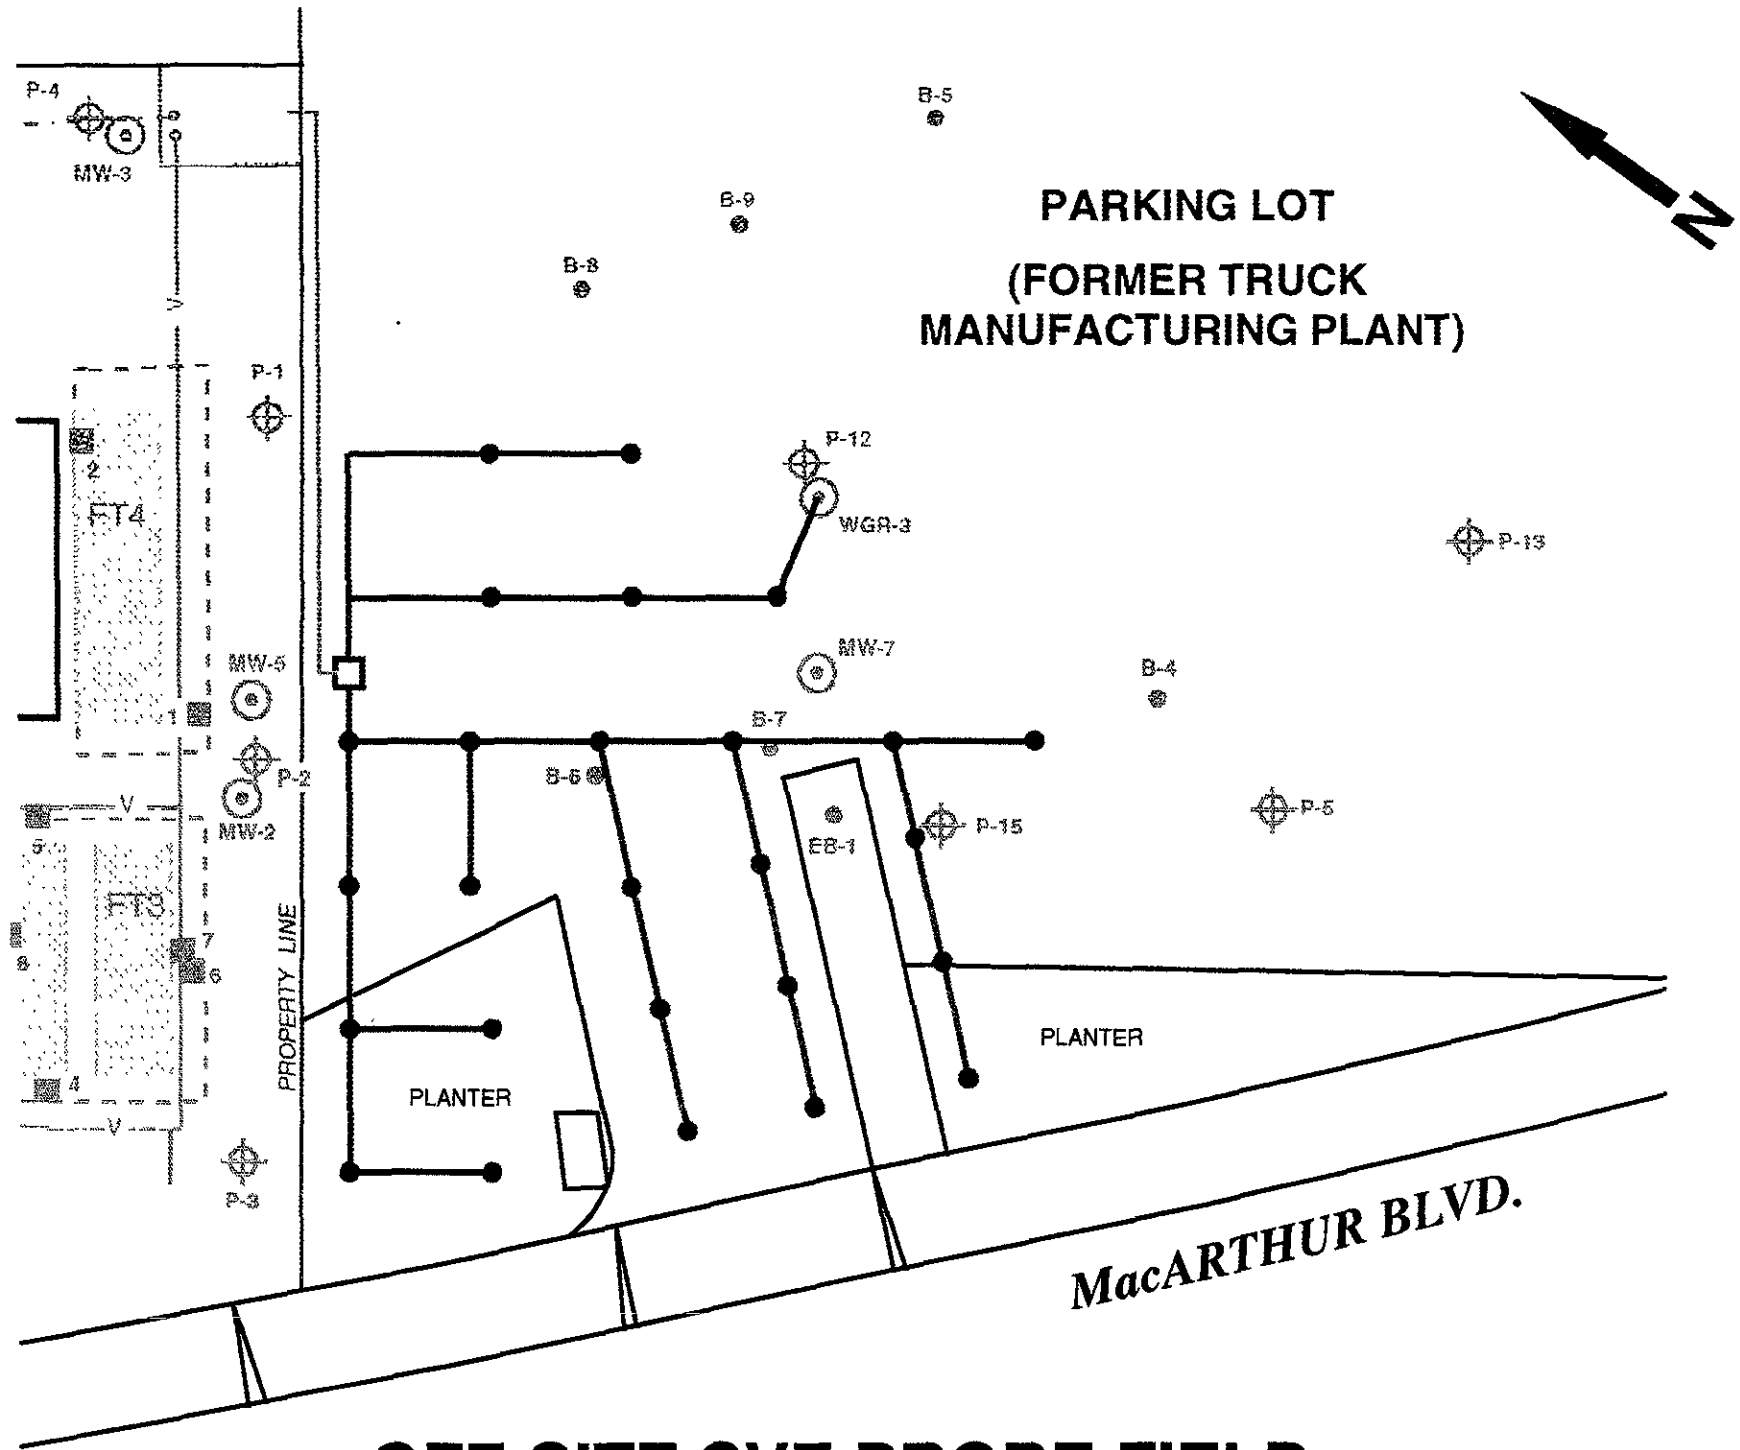 P-4
B-5
MW-3
B-9
PARKING LOT
N
B-8
(FORMER TRUCK
MANUFACTURING PLANT)
V
P-1
P-12
2
FT4
WGR-3
P-13
MW-5
MW-7
B-4
1
B-7
P-2
B-6
V
P-5
MW-2
P-15
5
EB-1
FT3
PROPERTY LINE
7
8
6
PLANTER
4
PLANTER
V
P-3
MacARTHUR BLVD.